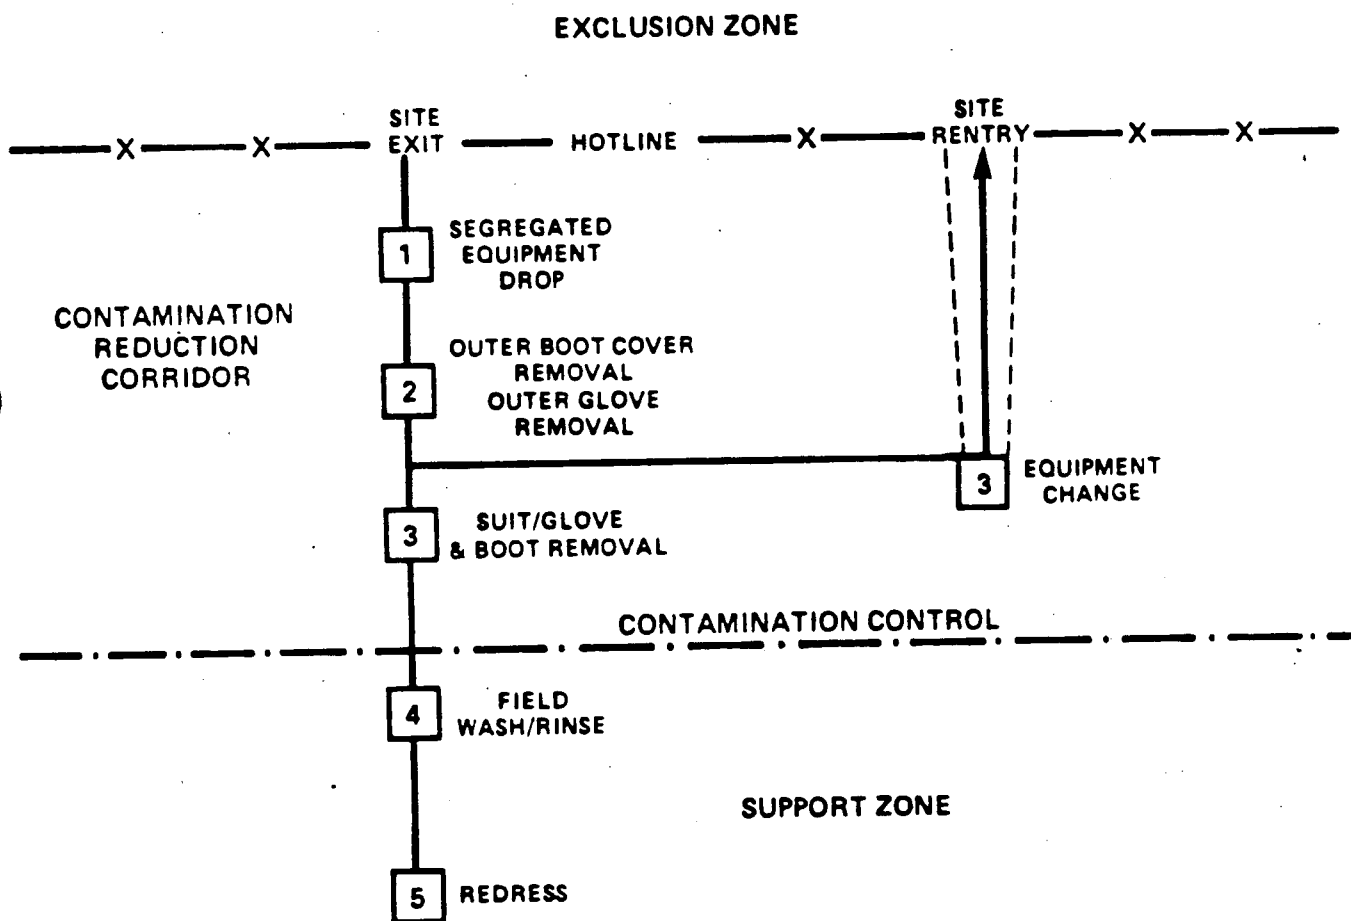 EXCLUSION ZONE
SITE
EXIT
HOTLINE
SITE
RENTRY
X
X
X
X
X
1
SEGREGATED
EQUIPMENT
DROP
CONTAMINATION
REDUCTION
CORRIDOR
2
OUTER BOOT COVER
REMOVAL
OUTER GLOVE
REMOVAL
3
EQUIPMENT
CHANGE
3
SUIT/GLOVE
& BOOT REMOVAL
CONTAMINATION CONTROL
4
FIELD
WASH/RINSE
SUPPORT ZONE
5
REDRESS